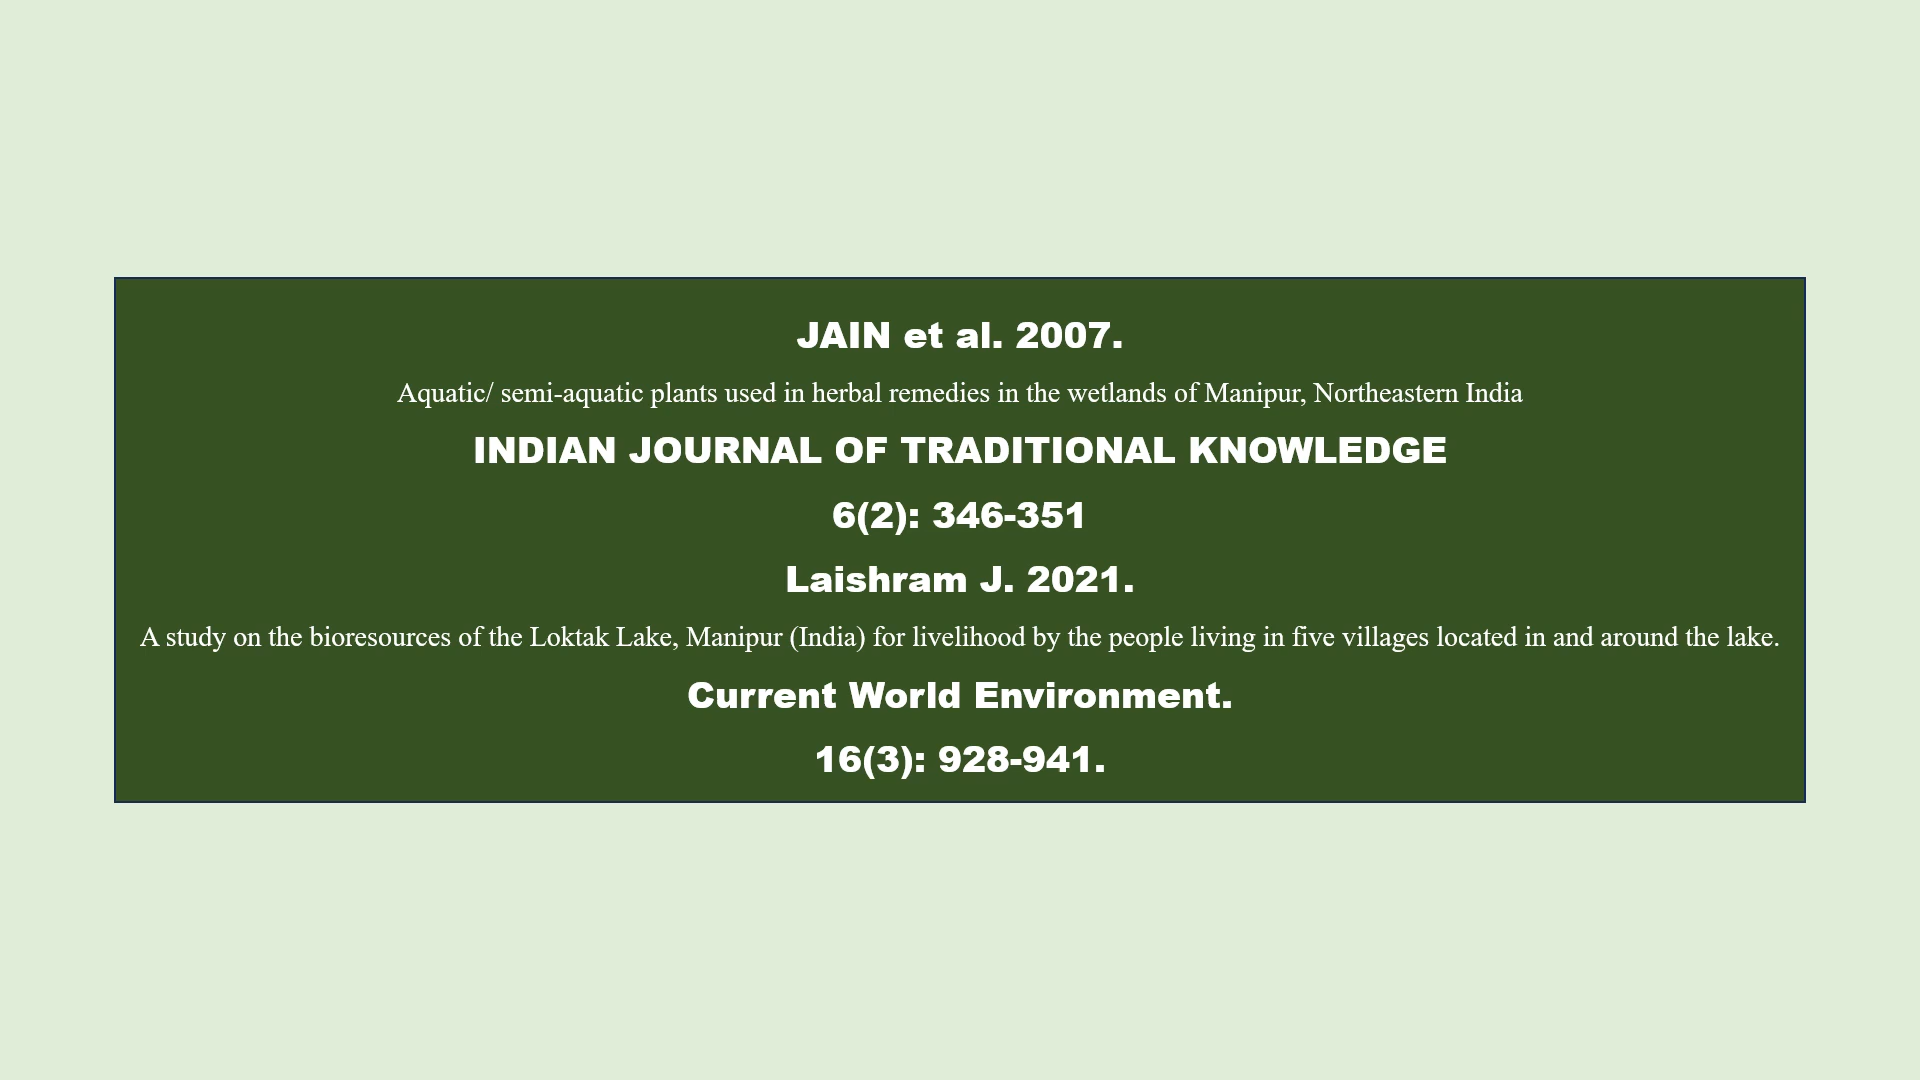 JAIN et al. 2007.
Aquatic/ semi-aquatic plants used in herbal remedies in the wetlands of Manipur, Northeastern India
INDIAN JOURNAL OF TRADITIONAL KNOWLEDGE
6(2): 346-351
Laishram J. 2021.
A study on the bioresources of the Loktak Lake, Manipur (India) for livelihood by the people living in five villages located in and around the lake.
Current World Environment.
16(3): 928-941.